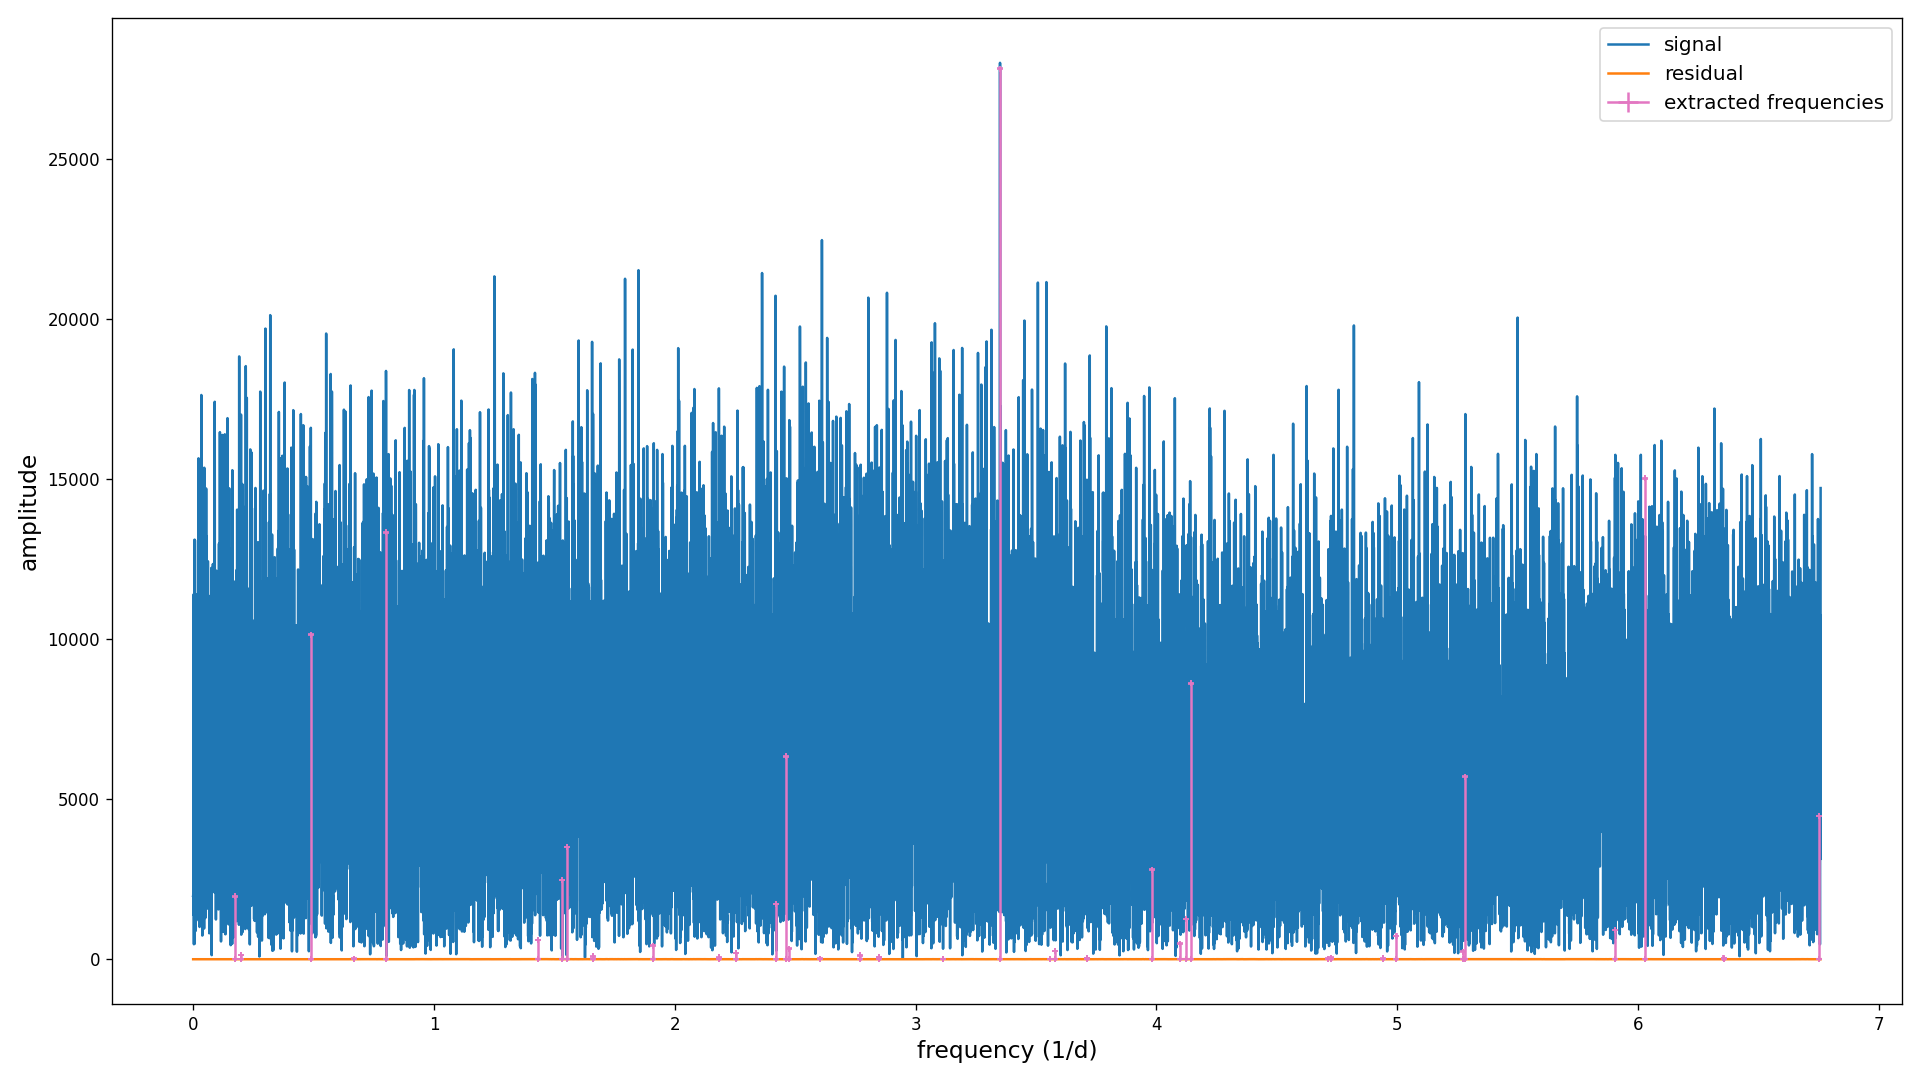 signal
residual
extracted frequencies
amplitude
25000
20000
15000
10000
5000
0
0 1 2 3 4 5 6 7
frequency (1/d)